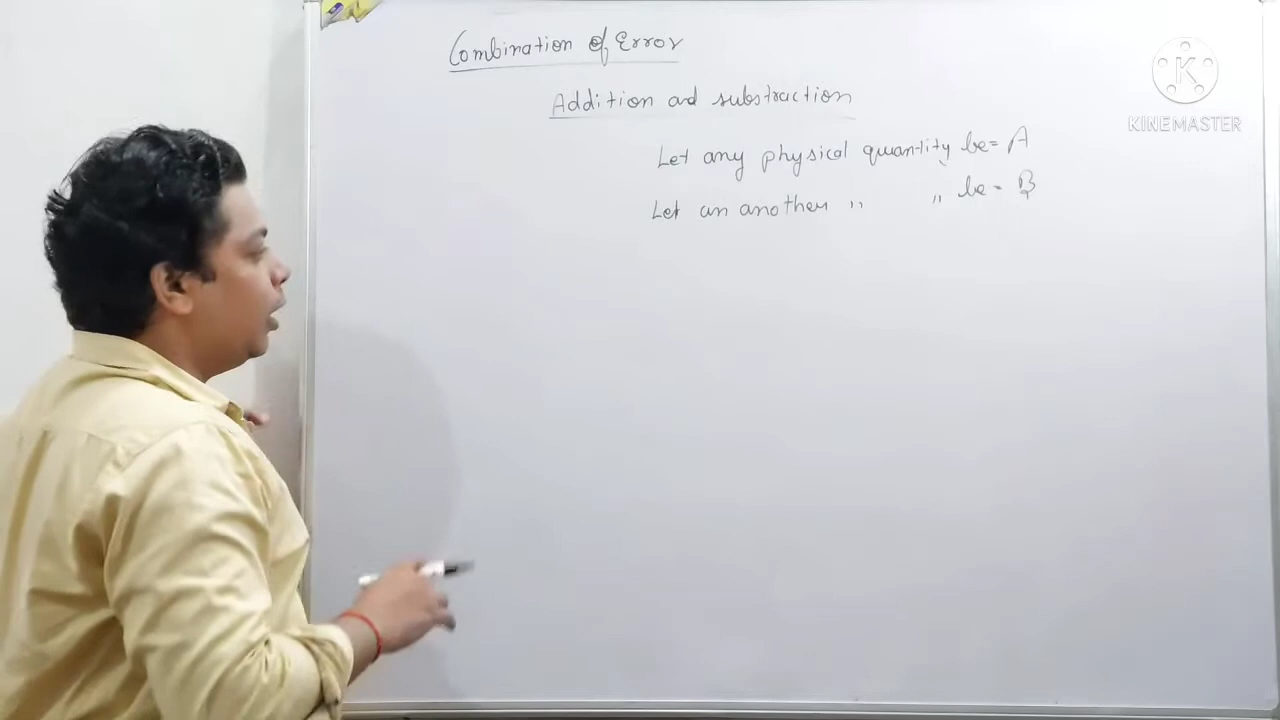 Combination of Error
Addition and substraction
Let any physical quantity be = A
Let an another " " be = B
K
KINEMASTER